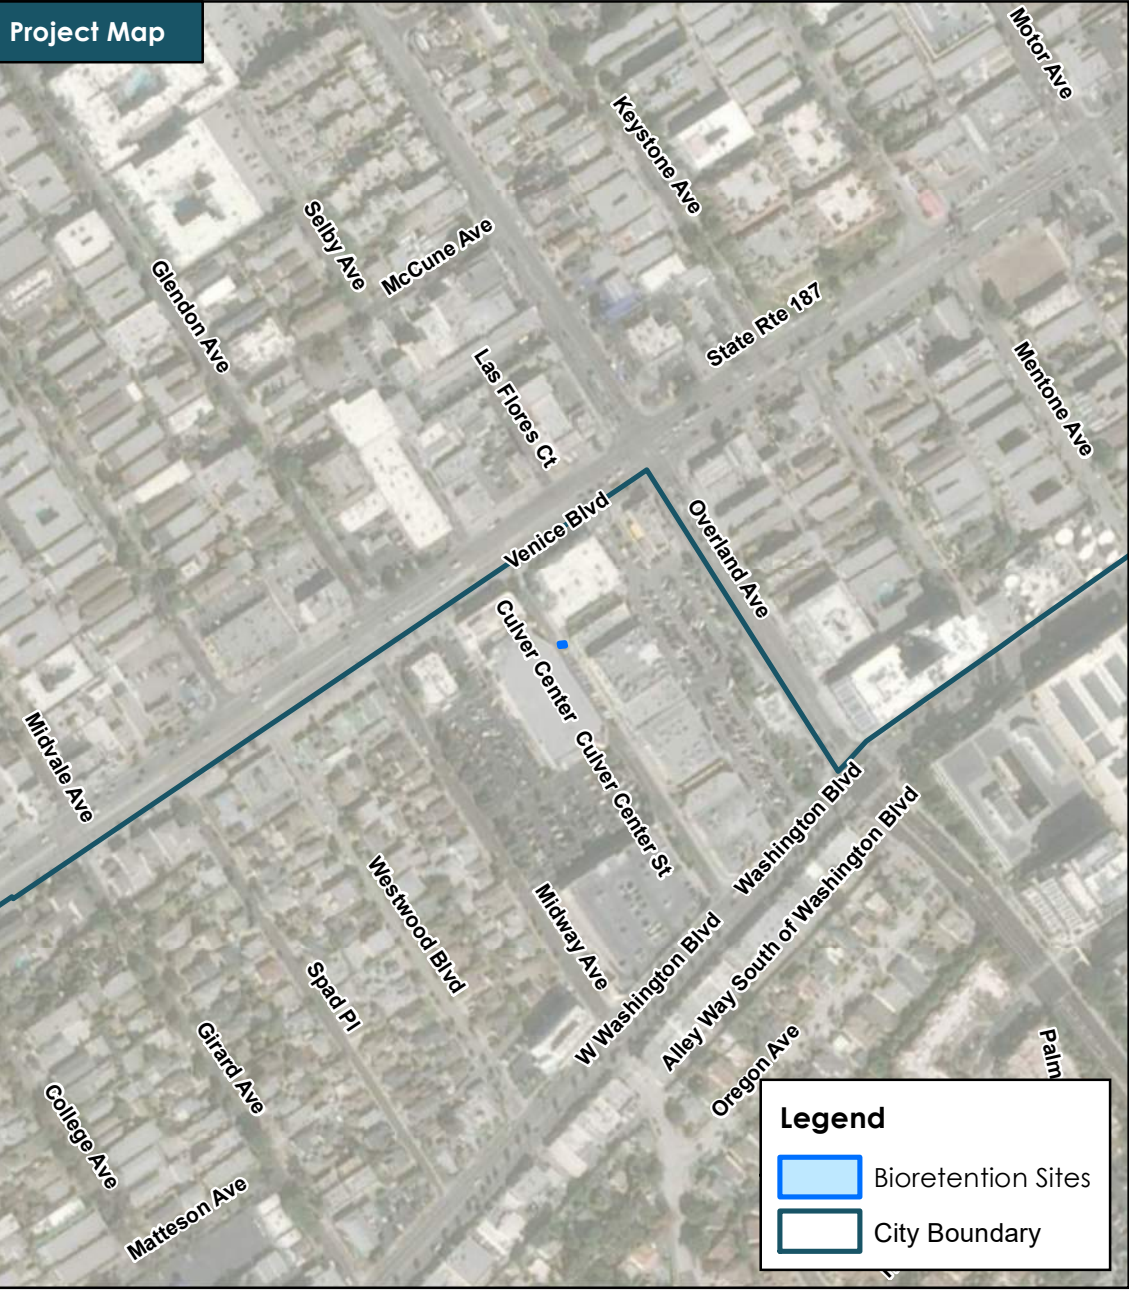 Project Map
Motor Ave
Keystone Ave
Selby Ave
McCune Ave
Glendon Ave
State Rte 187
Las Flores Ct
Mentone Ave
Venice Blvd
Overland Ave
Culver Center
Midvale Ave
Culver Center St
Washington Blvd
Alley Way South of Washington Blvd
Westwood Blvd
Midway Ave
W Washington Blvd
Spad Pl
Girard Ave
Oregon Ave
Palm
College Ave
Matteson Ave
Legend
Bioretention Sites
City Boundary